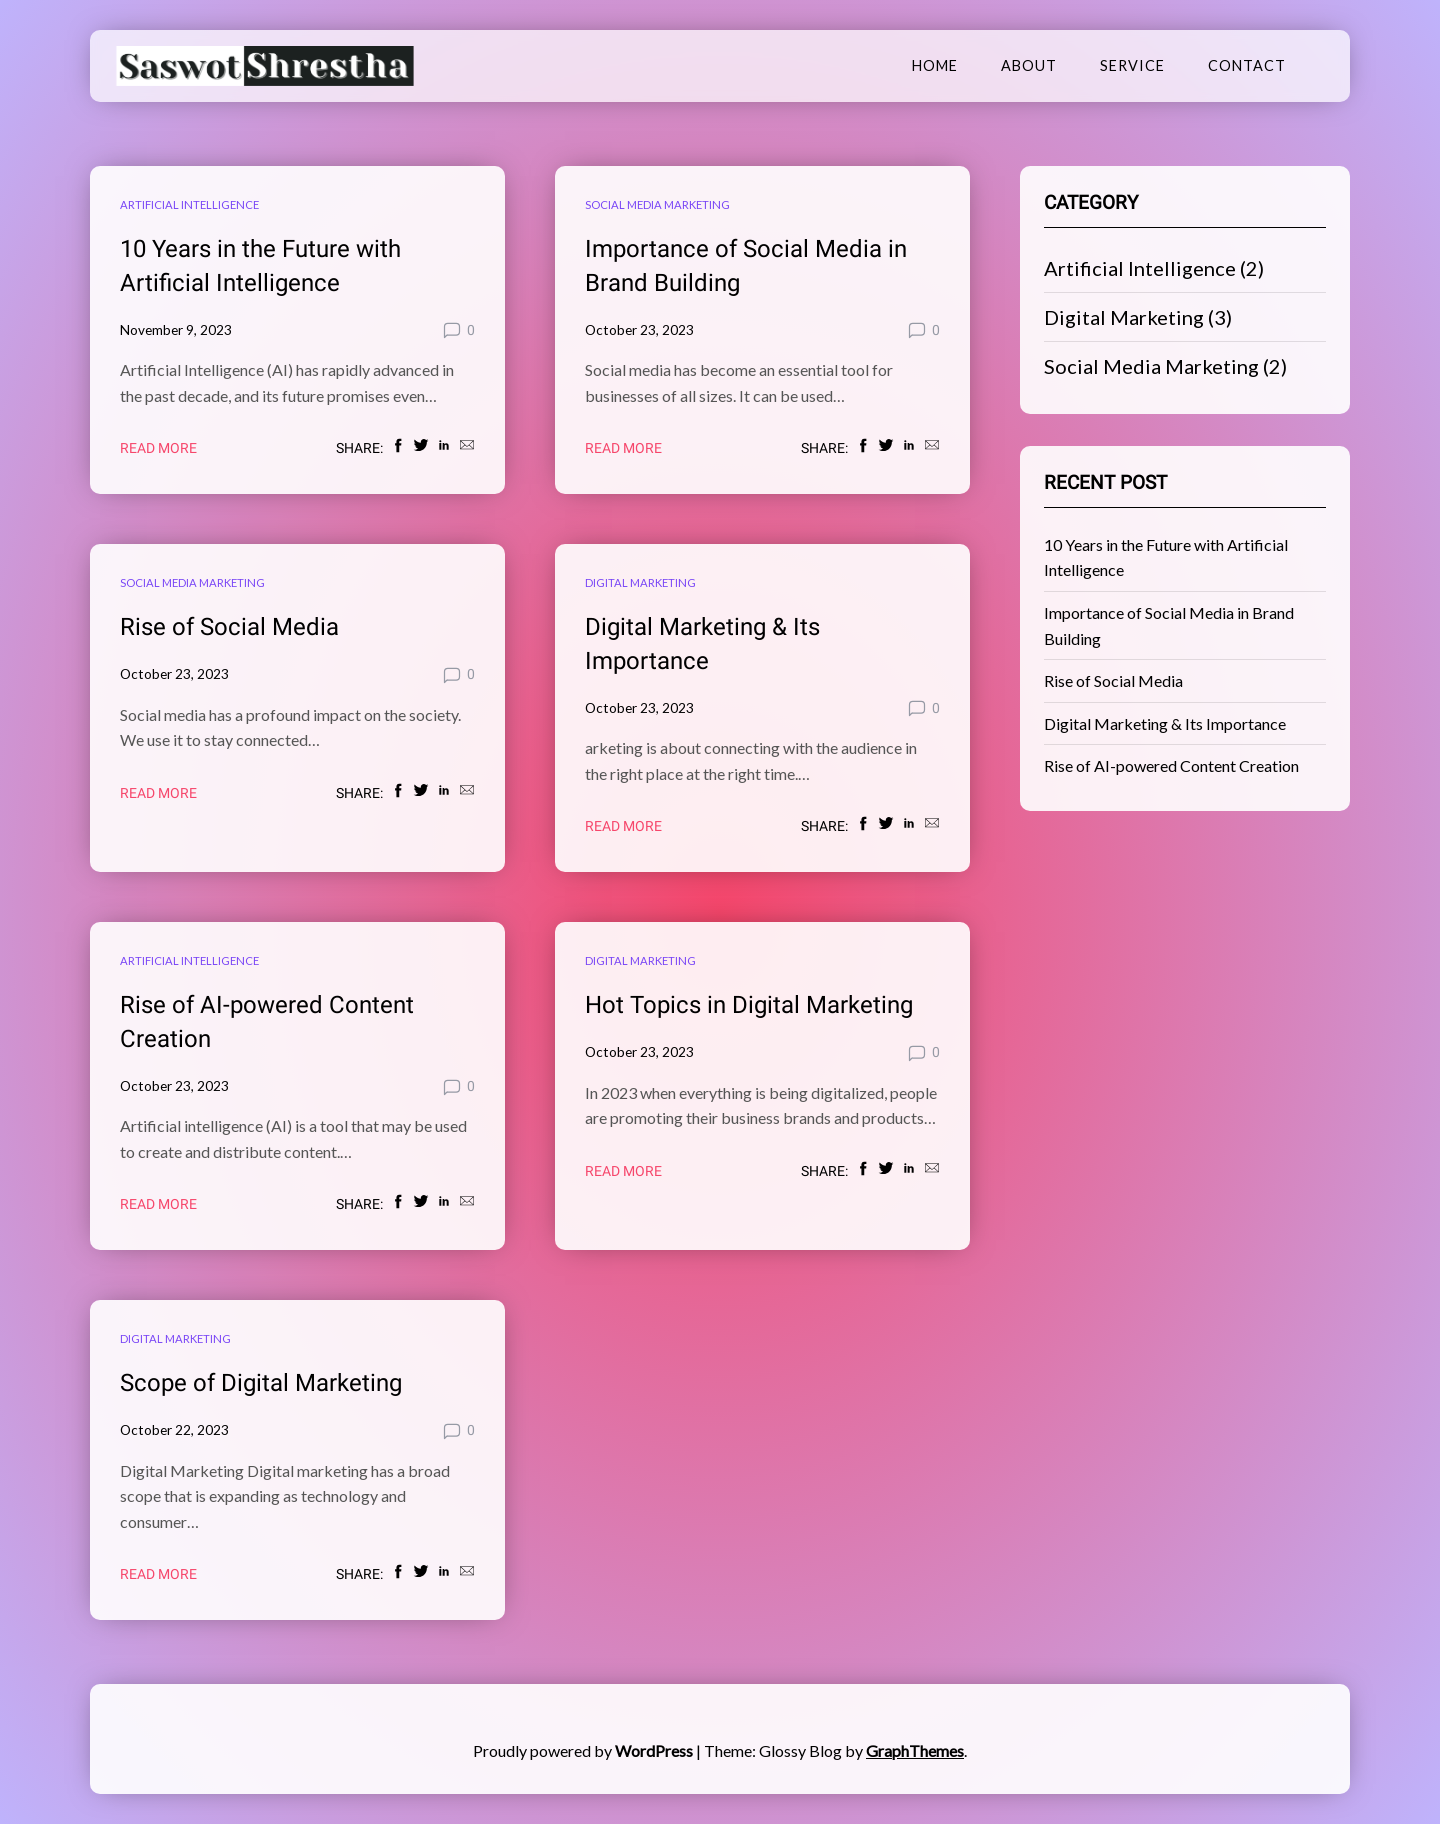 Saswot Shrestha
HOME ABOUT SERVICE CONTACT
ARTIFICIAL INTELLIGENCE
10 Years in the Future with
Artificial Intelligence
November 9, 2023 0
Artificial Intelligence (AI) has rapidly advanced in
the past decade, and its future promises even…
READ MORE SHARE:
SOCIAL MEDIA MARKETING
Importance of Social Media in
Brand Building
October 23, 2023 0
Social media has become an essential tool for
businesses of all sizes. It can be used…
READ MORE SHARE:
SOCIAL MEDIA MARKETING
Rise of Social Media
October 23, 2023 0
Social media has a profound impact on the society.
We use it to stay connected…
READ MORE SHARE:
DIGITAL MARKETING
Digital Marketing & Its
Importance
October 23, 2023 0
arketing is about connecting with the audience in
the right place at the right time.…
READ MORE SHARE:
ARTIFICIAL INTELLIGENCE
Rise of AI-powered Content
Creation
October 23, 2023 0
Artificial intelligence (AI) is a tool that may be used
to create and distribute content.…
READ MORE SHARE:
DIGITAL MARKETING
Hot Topics in Digital Marketing
October 23, 2023 0
In 2023 when everything is being digitalized, people
are promoting their business brands and products…
READ MORE SHARE:
DIGITAL MARKETING
Scope of Digital Marketing
October 22, 2023 0
Digital Marketing Digital marketing has a broad
scope that is expanding as technology and
consumer…
READ MORE SHARE:
CATEGORY
Artificial Intelligence (2)
Digital Marketing (3)
Social Media Marketing (2)
RECENT POST
10 Years in the Future with Artificial
Intelligence
Importance of Social Media in Brand
Building
Rise of Social Media
Digital Marketing & Its Importance
Rise of AI-powered Content Creation
Proudly powered by WordPress | Theme: Glossy Blog by GraphThemes.